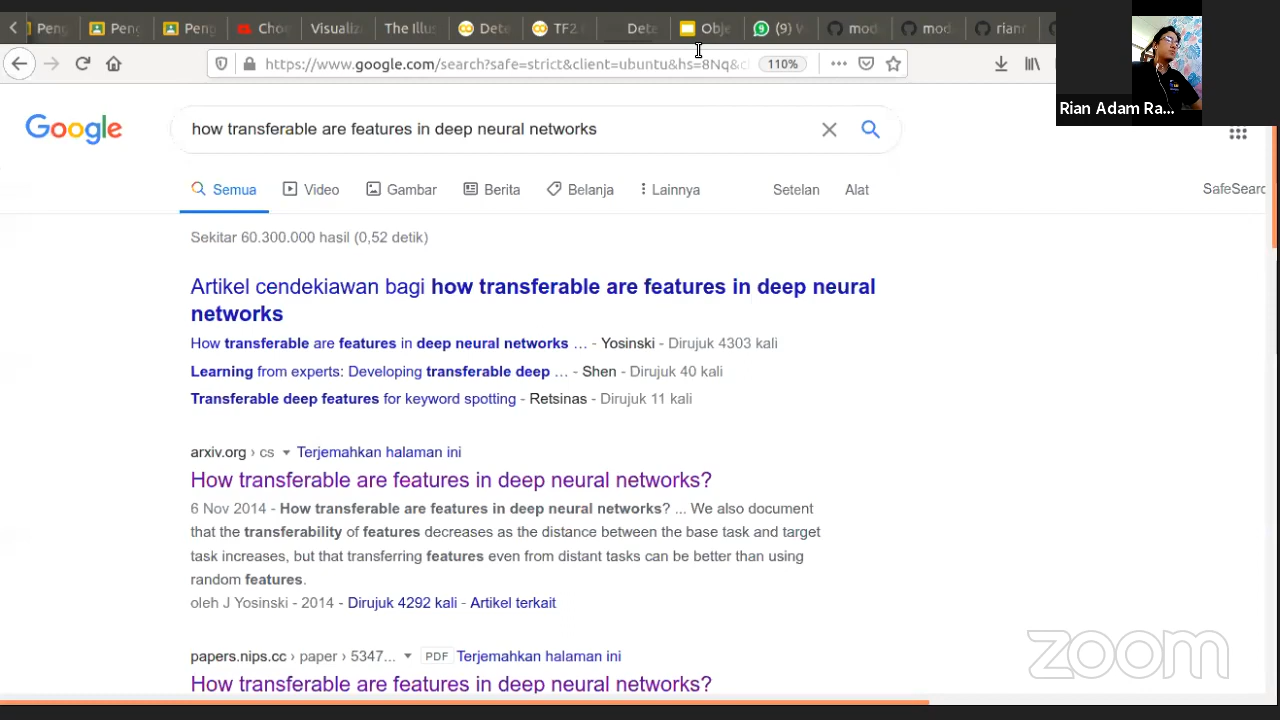 Peng
Peng
Peng
Choo
Visualiz
The Illus
Dete
TF2
Dete
Obje
(9) V
mod
mod
riann
https://www.google.com/search?safe=strict&client=ubuntu&hs=8Nq&cl
110%
Rian Adam Ra...
Google
how transferable are features in deep neural networks
Semua
Video
Gambar
Berita
Belanja
Lainnya
Setelan
Alat
SafeSearc
Sekitar 60.300.000 hasil (0,52 detik)
Artikel cendekiawan bagi how transferable are features in deep neural
networks
How transferable are features in deep neural networks … - Yosinski - Dirujuk 4303 kali
Learning from experts: Developing transferable deep … - Shen - Dirujuk 40 kali
Transferable deep features for keyword spotting - Retsinas - Dirujuk 11 kali
arxiv.org › cs Terjemahkan halaman ini
How transferable are features in deep neural networks?
6 Nov 2014 - How transferable are features in deep neural networks? ... We also document
that the transferability of features decreases as the distance between the base task and target
task increases, but that transferring features even from distant tasks can be better than using
random features.
oleh J Yosinski - 2014 - Dirujuk 4292 kali - Artikel terkait
papers.nips.cc › paper › 5347... PDF Terjemahkan halaman ini
How transferable are features in deep neural networks?
zoom